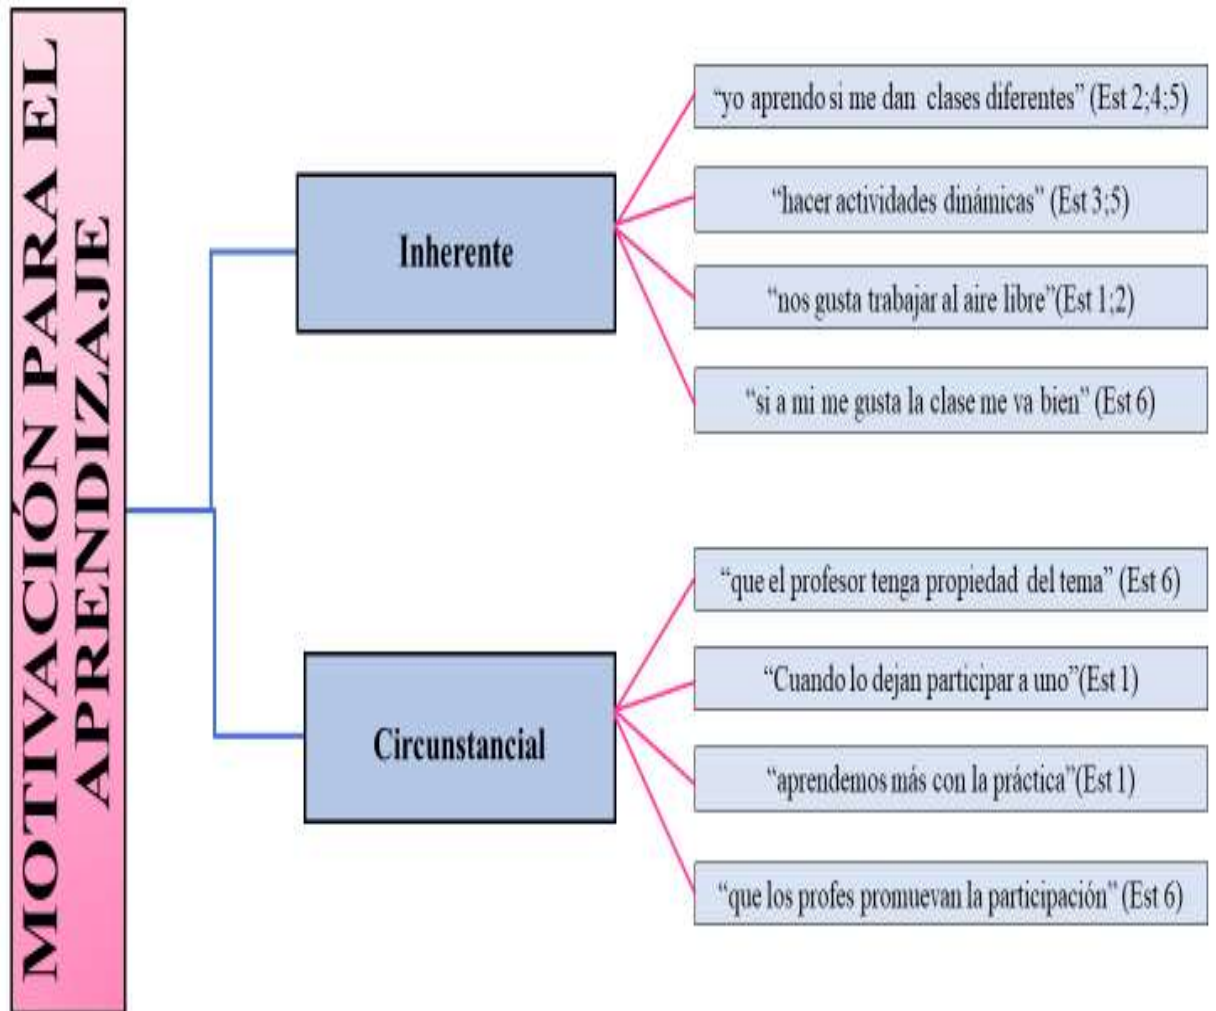 MOTIVACIÓN PARA EL
APRENDIZAJE
Inherente
“yo aprendo si me dan clases diferentes” (Est 2;4;5)
“hacer actividades dinámicas” (Est 3;5)
“nos gusta trabajar al aire libre”(Est 1;2)
“si a mi me gusta la clase me va bien” (Est 6)
Circunstancial
“que el profesor tenga propiedad del tema” (Est 6)
“Cuando lo dejan participar a uno”(Est 1)
“aprendemos más con la práctica”(Est 1)
“que los profes promuevan la participación” (Est 6)